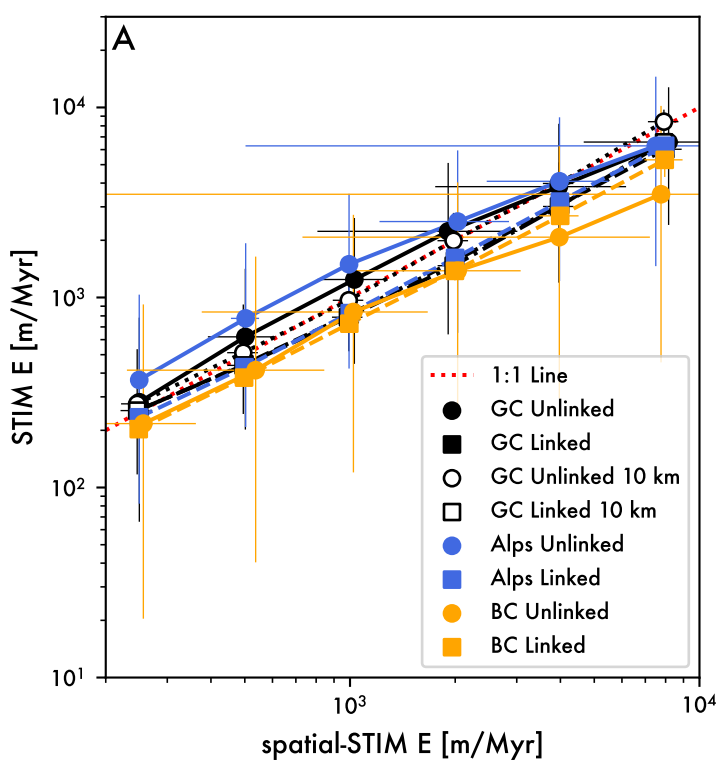 A
10⁴
10³
10²
10¹
STIM E [m/Myr]
1:1 Line
GC Unlinked
GC Linked
GC Unlinked 10 km
GC Linked 10 km
Alps Unlinked
Alps Linked
BC Unlinked
BC Linked
10³
10⁴
spatial-STIM E [m/Myr]